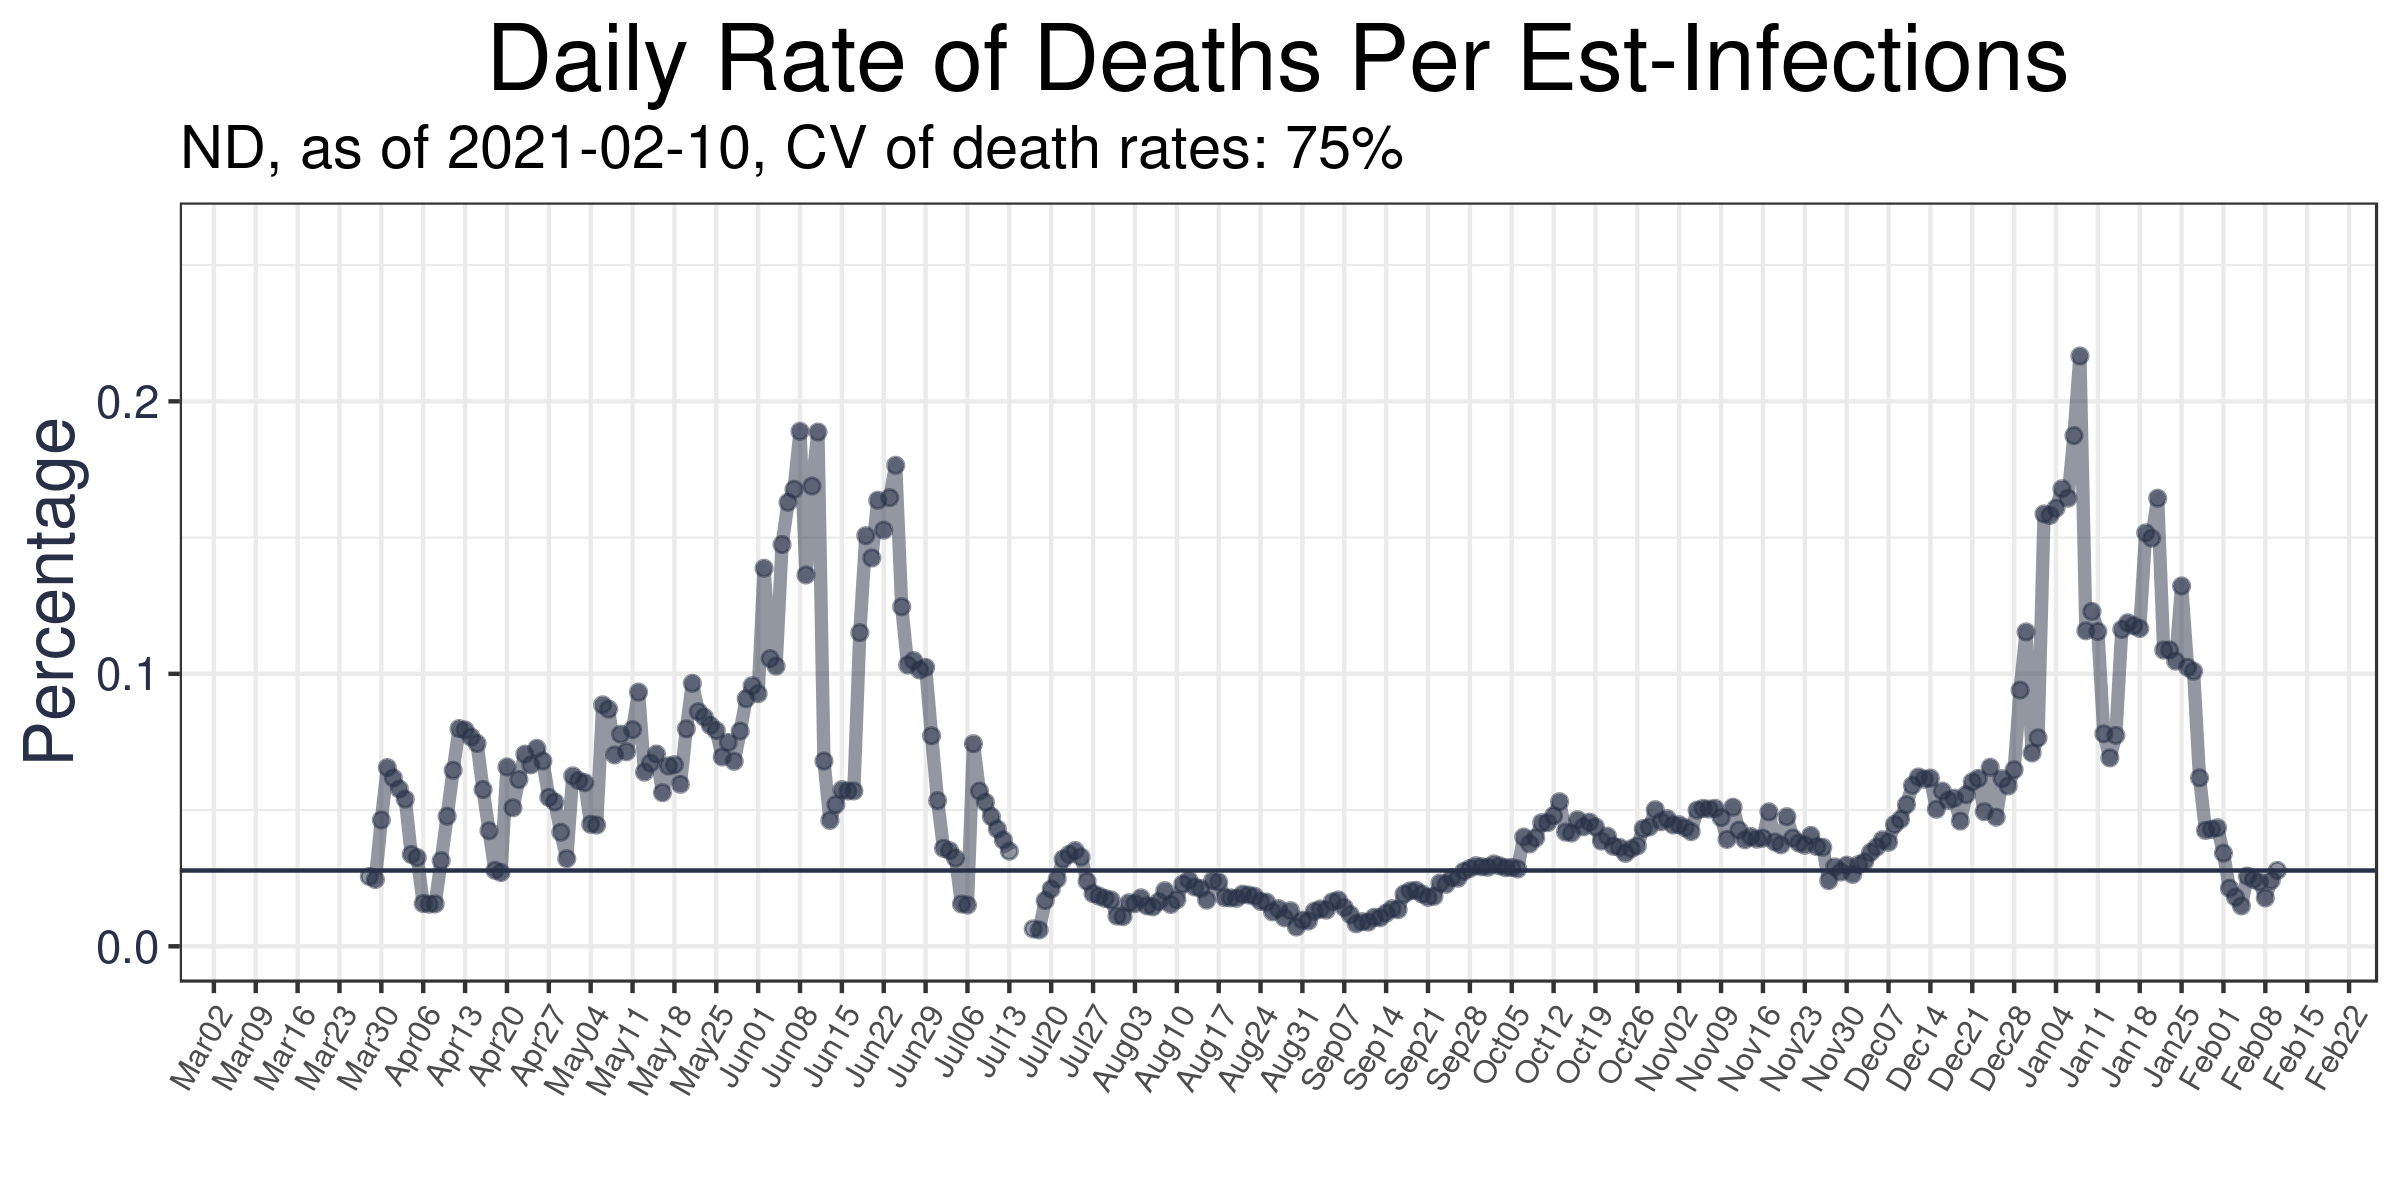 Daily Rate of Deaths Per Est-Infections
ND, as of 2021-02-10, CV of death rates: 75%
Percentage
0.2
0.1
0.0
Mar02 Mar09 Mar16 Mar23 Mar30 Apr06 Apr13 Apr20 Apr27 May04 May11 May18 May25 Jun01 Jun08 Jun15 Jun22 Jun29 Jul06 Jul13 Jul20 Jul27 Aug03 Aug10 Aug17 Aug24 Aug31 Sep07 Sep14 Sep21 Sep28 Oct05 Oct12 Oct19 Oct26 Nov02 Nov09 Nov16 Nov23 Nov30 Dec07 Dec14 Dec21 Dec28 Jan04 Jan11 Jan18 Jan25 Feb01 Feb08 Feb15 Feb22